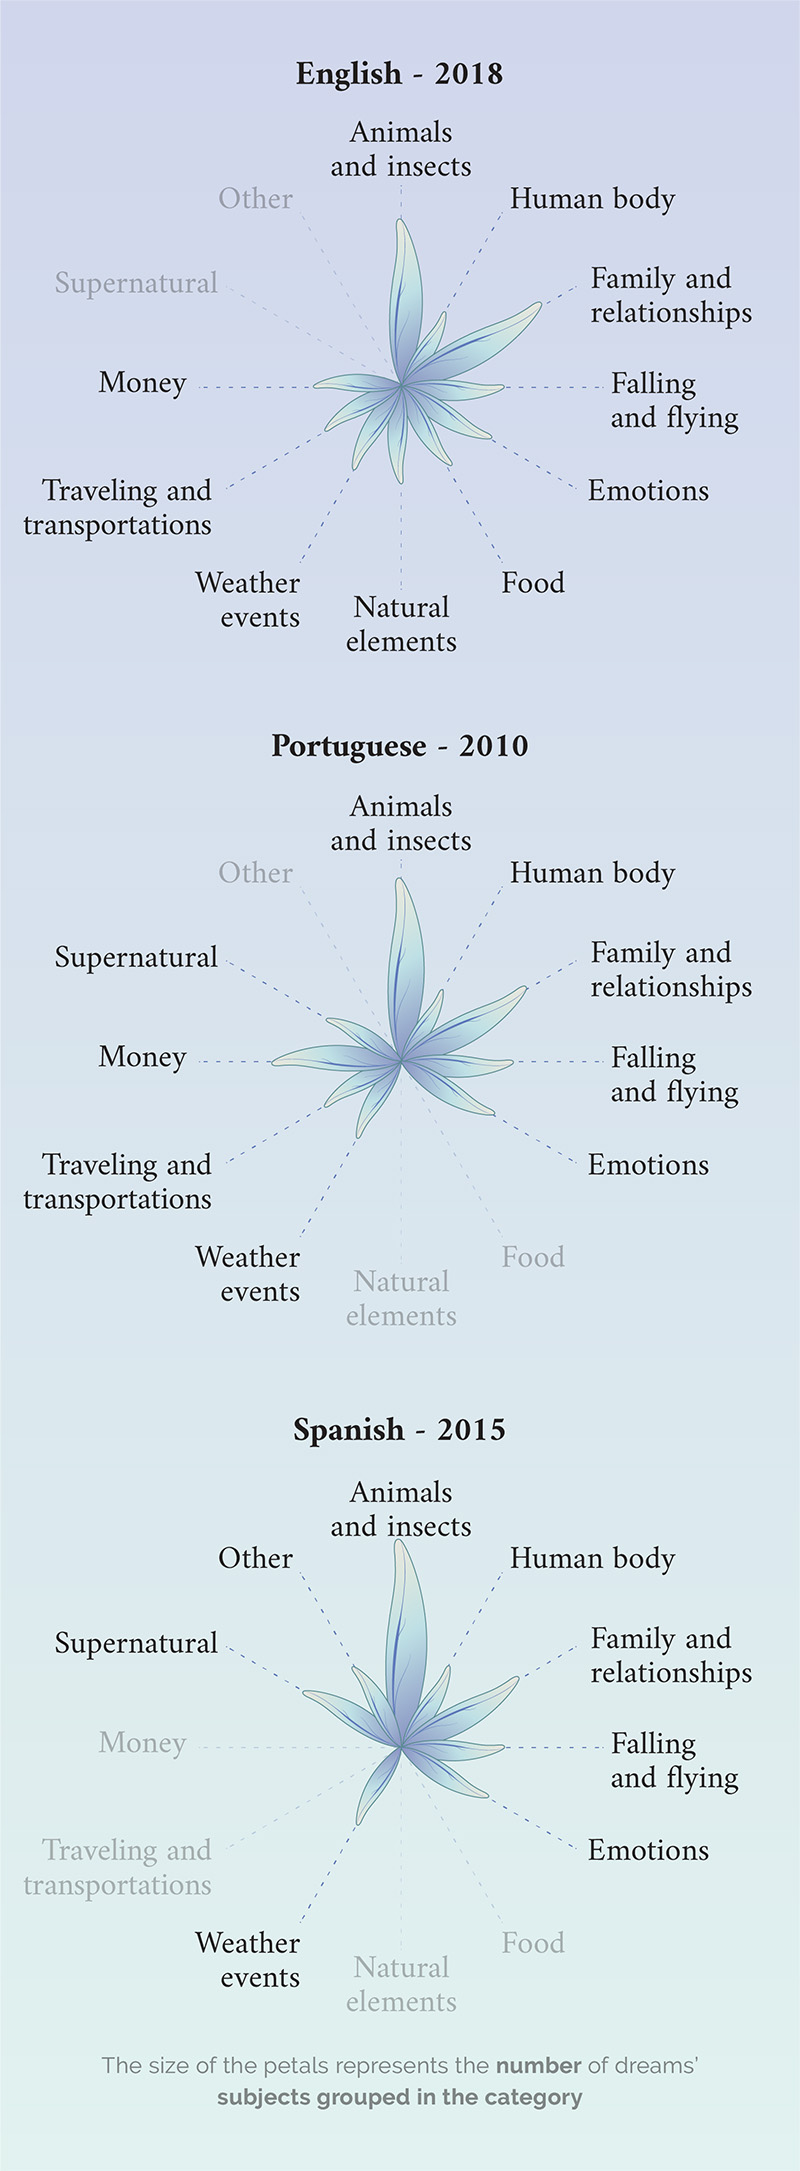 English - 2018
Animals
and insects
Other
Human body
Supernatural
Family and
relationships
Money
Falling
and flying
Traveling and
transportations
Emotions
Weather
events
Natural
elements
Food
Portuguese - 2010
Animals
and insects
Other
Human body
Supernatural
Family and
relationships
Money
Falling
and flying
Traveling and
transportations
Emotions
Weather
events
Natural
elements
Food
Spanish - 2015
Animals
and insects
Other
Human body
Supernatural
Family and
relationships
Money
Falling
and flying
Traveling and
transportations
Emotions
Weather
events
Natural
elements
Food
The size of the petals represents the number of dreams’
subjects grouped in the category